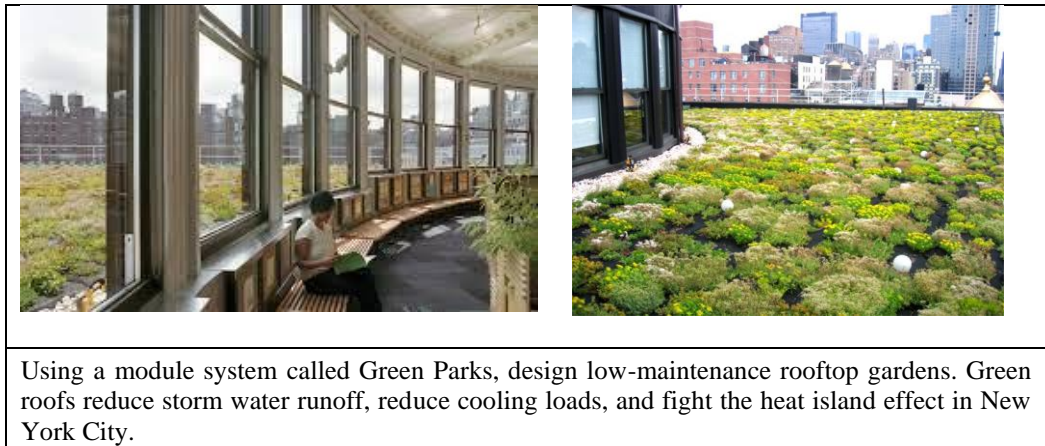 Using a module system called Green Parks, design low-maintenance rooftop gardens. Green
roofs reduce storm water runoff, reduce cooling loads, and fight the heat island effect in New
York City.